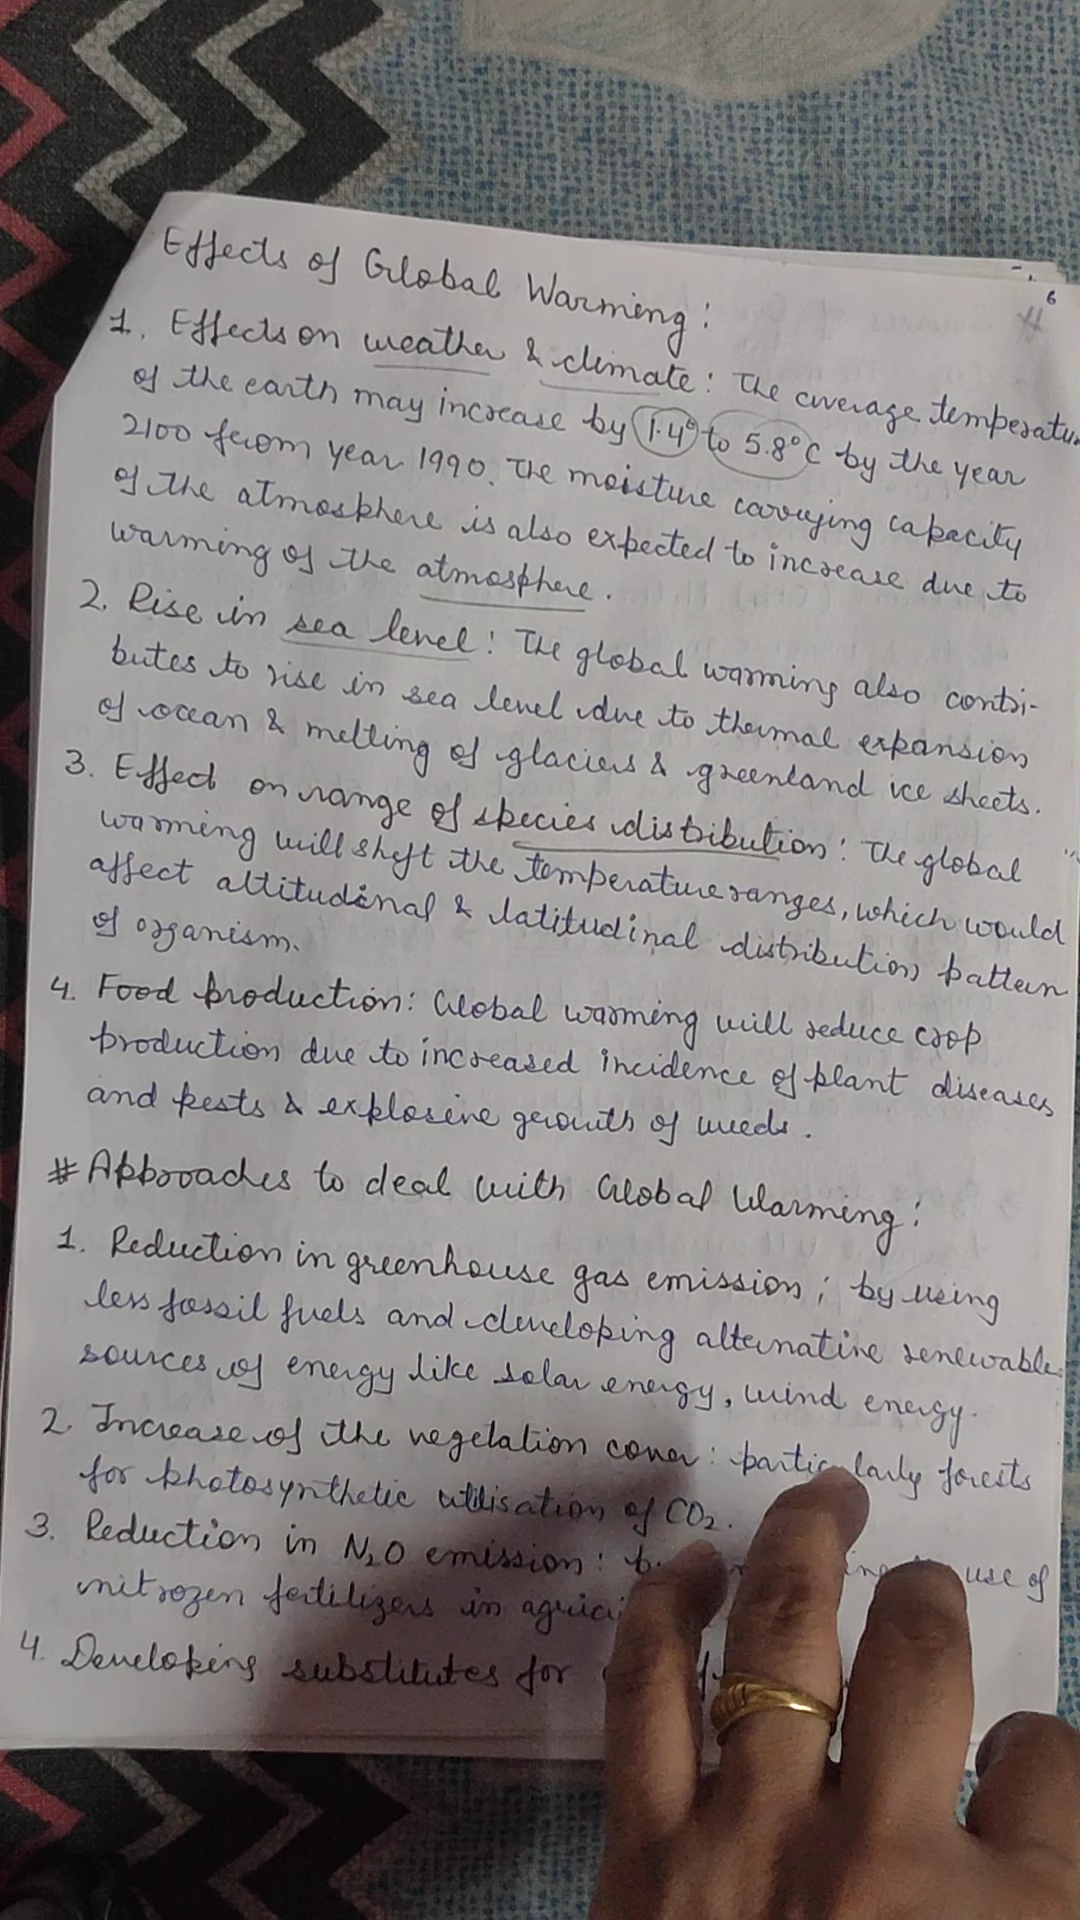 6
Effects of Global Warming:
1. Effects on weather & climate: The average temperatu
of the earth may increase by 1.4° to 5.8°C by the year
2100 from year 1990. The moisture carrying capacity
of the atmosphere is also expected to increase due to
warming of the atmosphere.
2. Rise in sea level: The global warming also contri-
butes to rise in sea level due to thermal expansion
of ocean & melting of glaciers & greenland ice sheets.
3. Effect on range of species distribution: The global
warming will shift the temperature ranges, which would
affect altitudinal & latitudinal distribution pattern
of organism.
4. Food production: Global warming will reduce crop
production due to increased incidence of plant diseases
and pests & explosive growth of weeds.
# Approaches to deal with Global Warming:
1. Reduction in greenhouse gas emission; by using
less fossil fuels and developing alternative renewable
sources of energy like solar energy, wind energy.
2. Increase of the vegetation cover: particularly forests
for photosynthetic utilisation of CO2.
3. Reduction in N2O emission: use of
nitrozen fertilizers in
4. Developing substitutes for